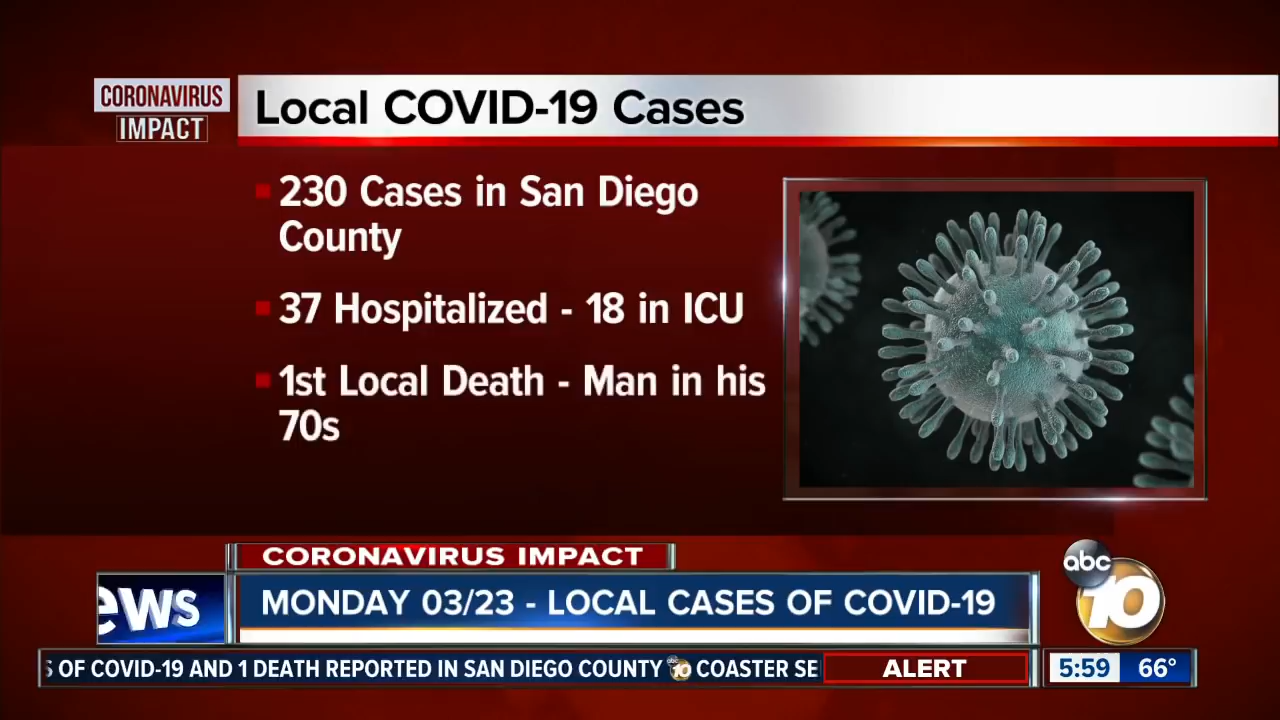 CORONAVIRUS
IMPACT
Local COVID-19 Cases
230 Cases in San Diego
County
37 Hospitalized - 18 in ICU
1st Local Death - Man in his
70s
CORONAVIRUS IMPACT
eWS
MONDAY 03/23 - LOCAL CASES OF COVID-19
abc
10
S OF COVID-19 AND 1 DEATH REPORTED IN SAN DIEGO COUNTY abc 10 COASTER SE
ALERT
5:59 66°